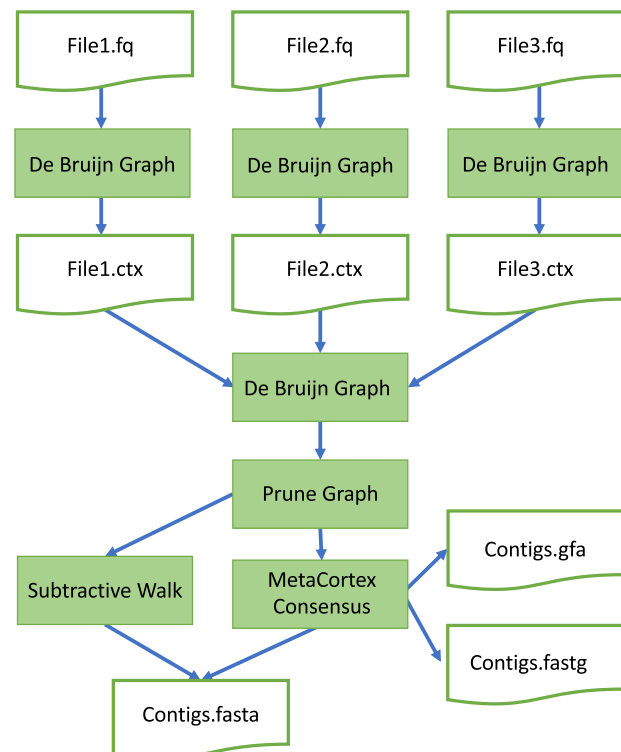 File1.fq
File2.fq
File3.fq
De Bruijn Graph
De Bruijn Graph
De Bruijn Graph
File1.ctx
File2.ctx
File3.ctx
De Bruijn Graph
Prune Graph
Subtractive Walk
MetaCortex
Consensus
Contigs.gfa
Contigs.fastg
Contigs.fasta